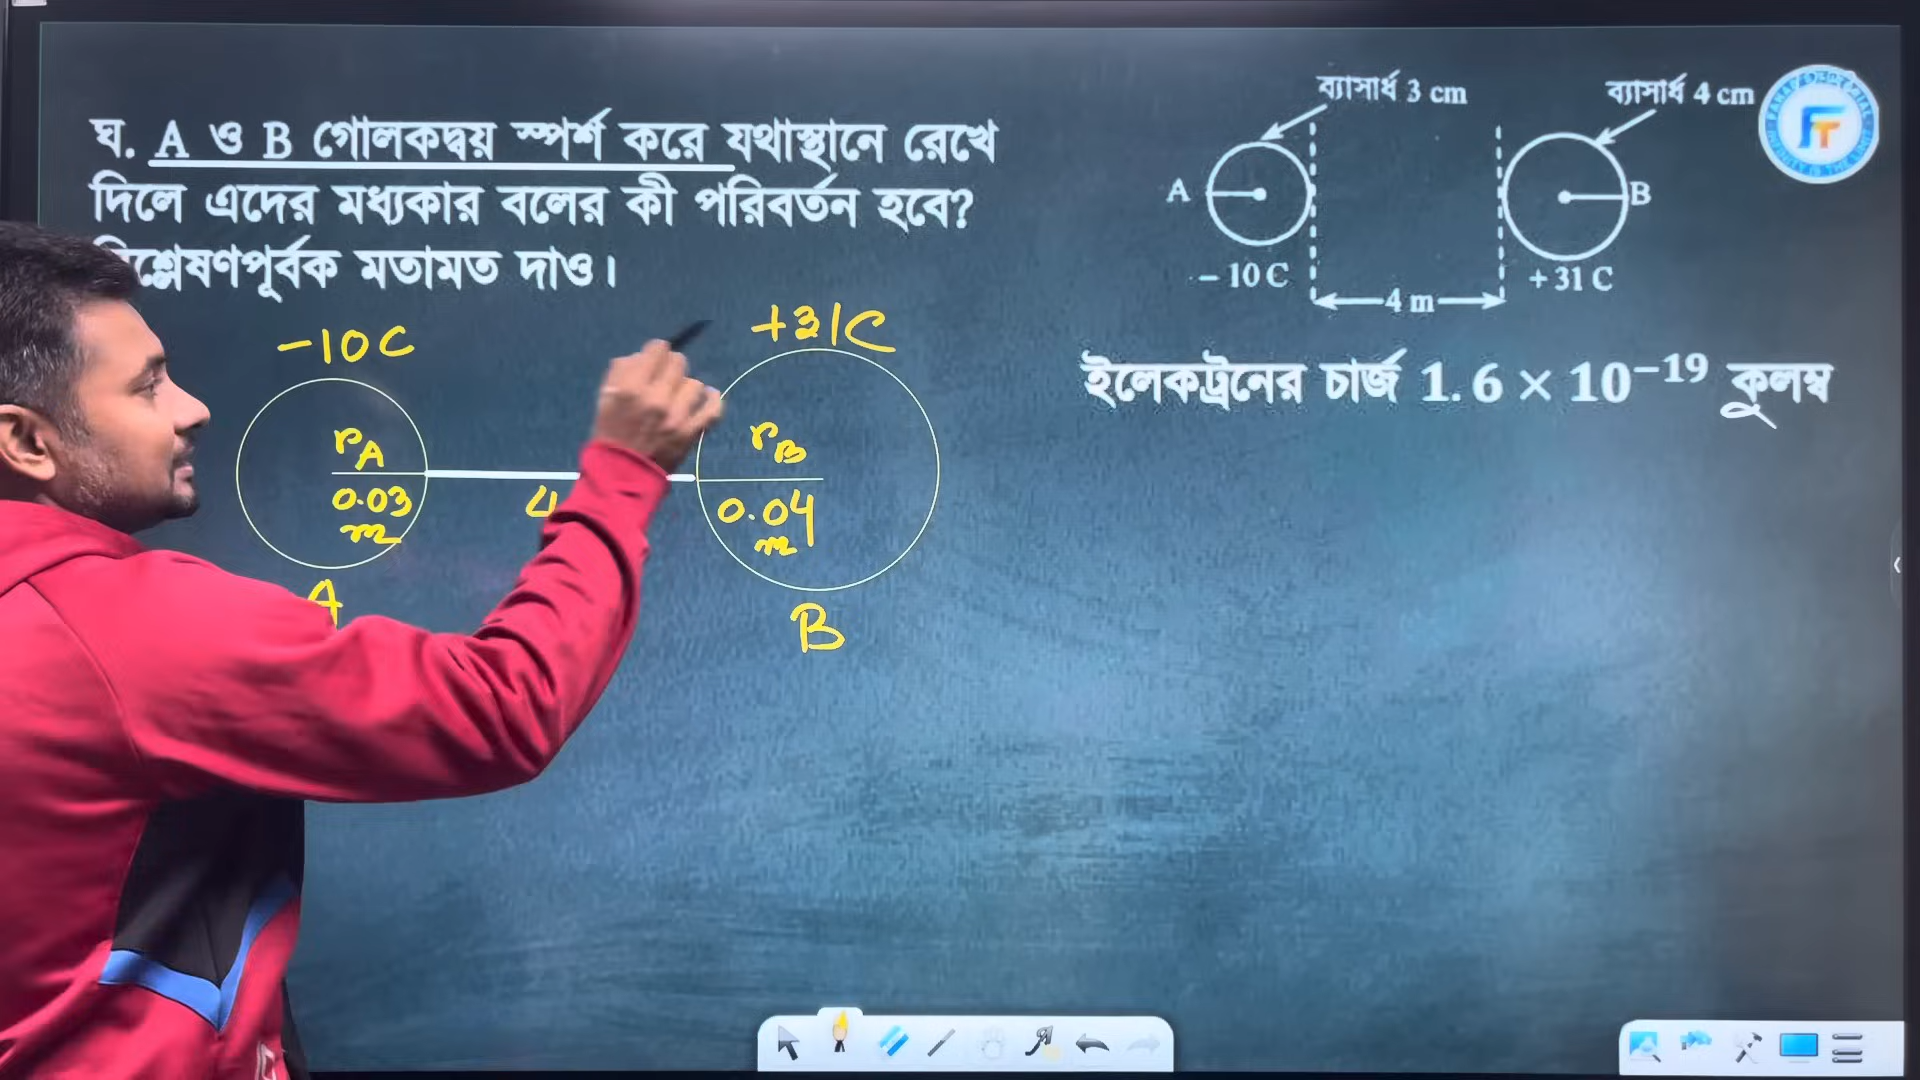 ঘ. A ও B গোলকদ্বয় স্পর্শ করে যথাস্থানে রেখে
দিলে এদের মধ্যকার বলের কী পরিবর্তন হবে?
মতামত দাও।
ব্যাসার্ধ 3 cm
ব্যাসার্ধ 4 cm
A
B
– 10 C
+ 31 C
4 m
ইলেকট্রনের চার্জ 1.6 × 10⁻¹⁹ কুলম্ব
-10C
+31C
rA
0.03
m
4
rB
0.04
m
A
B